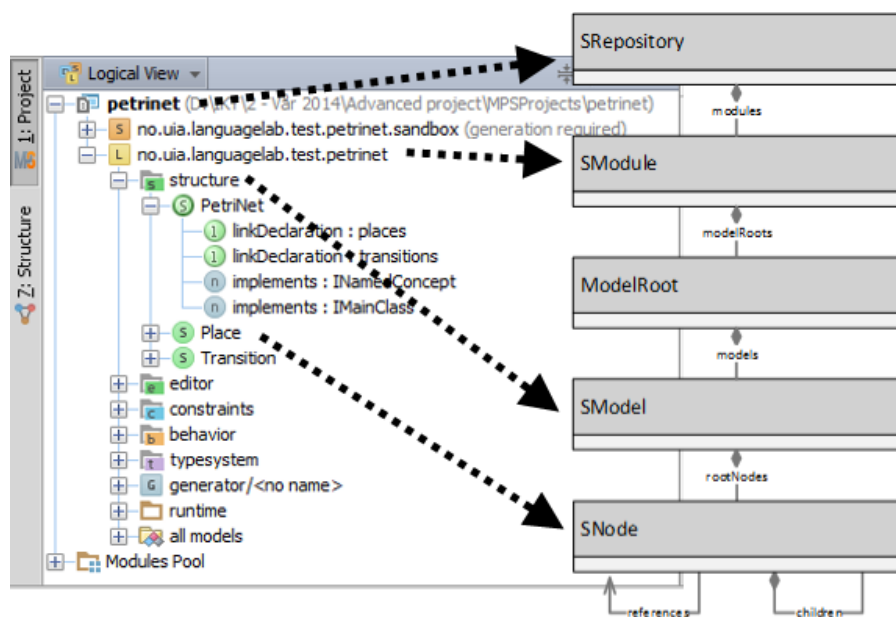 1: Project
Z: Structure
Logical View
petrinet (D:\IKT\2 - Vår 2014\Advanced project\MPSProjects\petrinet)
no.uia.languagelab.test.petrinet.sandbox (generation required)
no.uia.languagelab.test.petrinet
structure
PetriNet
linkDeclaration : places
linkDeclaration : transitions
implements : INamedConcept
implements : IMainClass
Place
Transition
editor
constraints
behavior
typesystem
generator/<no name>
runtime
all models
Modules Pool
SRepository
modules
SModule
modelRoots
ModelRoot
models
SModel
rootNodes
SNode
references
children